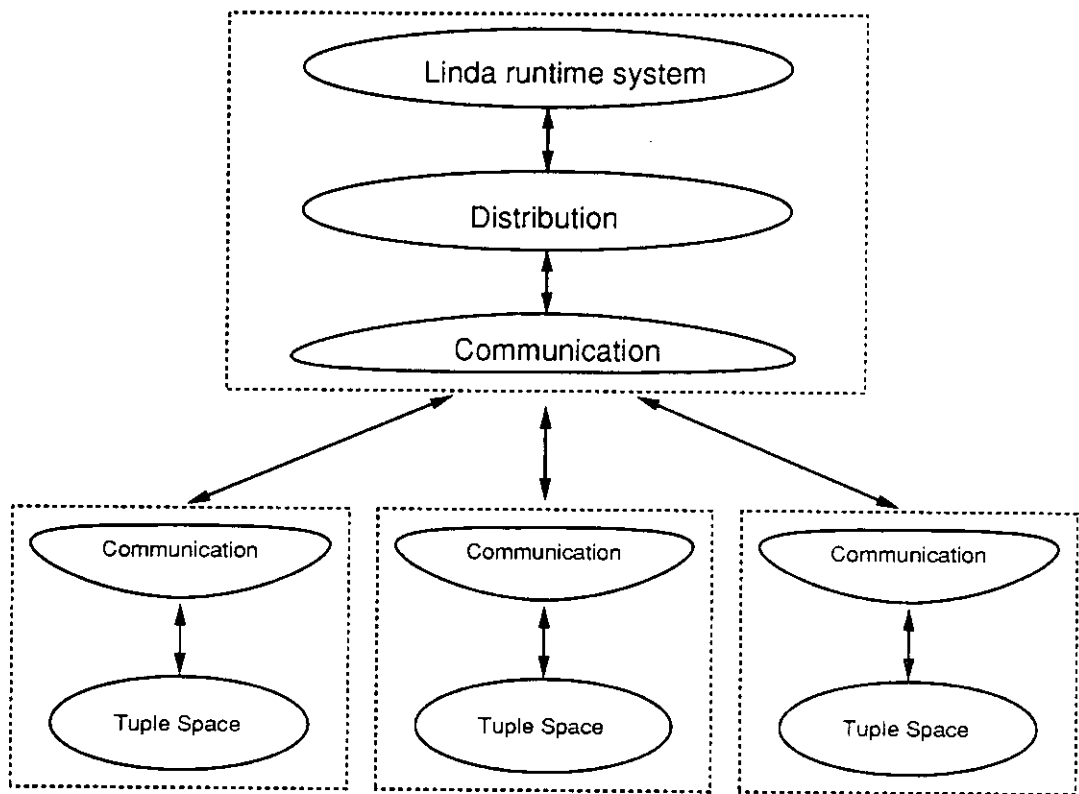 Linda runtime system
Distribution
Communication
Communication
Communication
Communication
Tuple Space
Tuple Space
Tuple Space